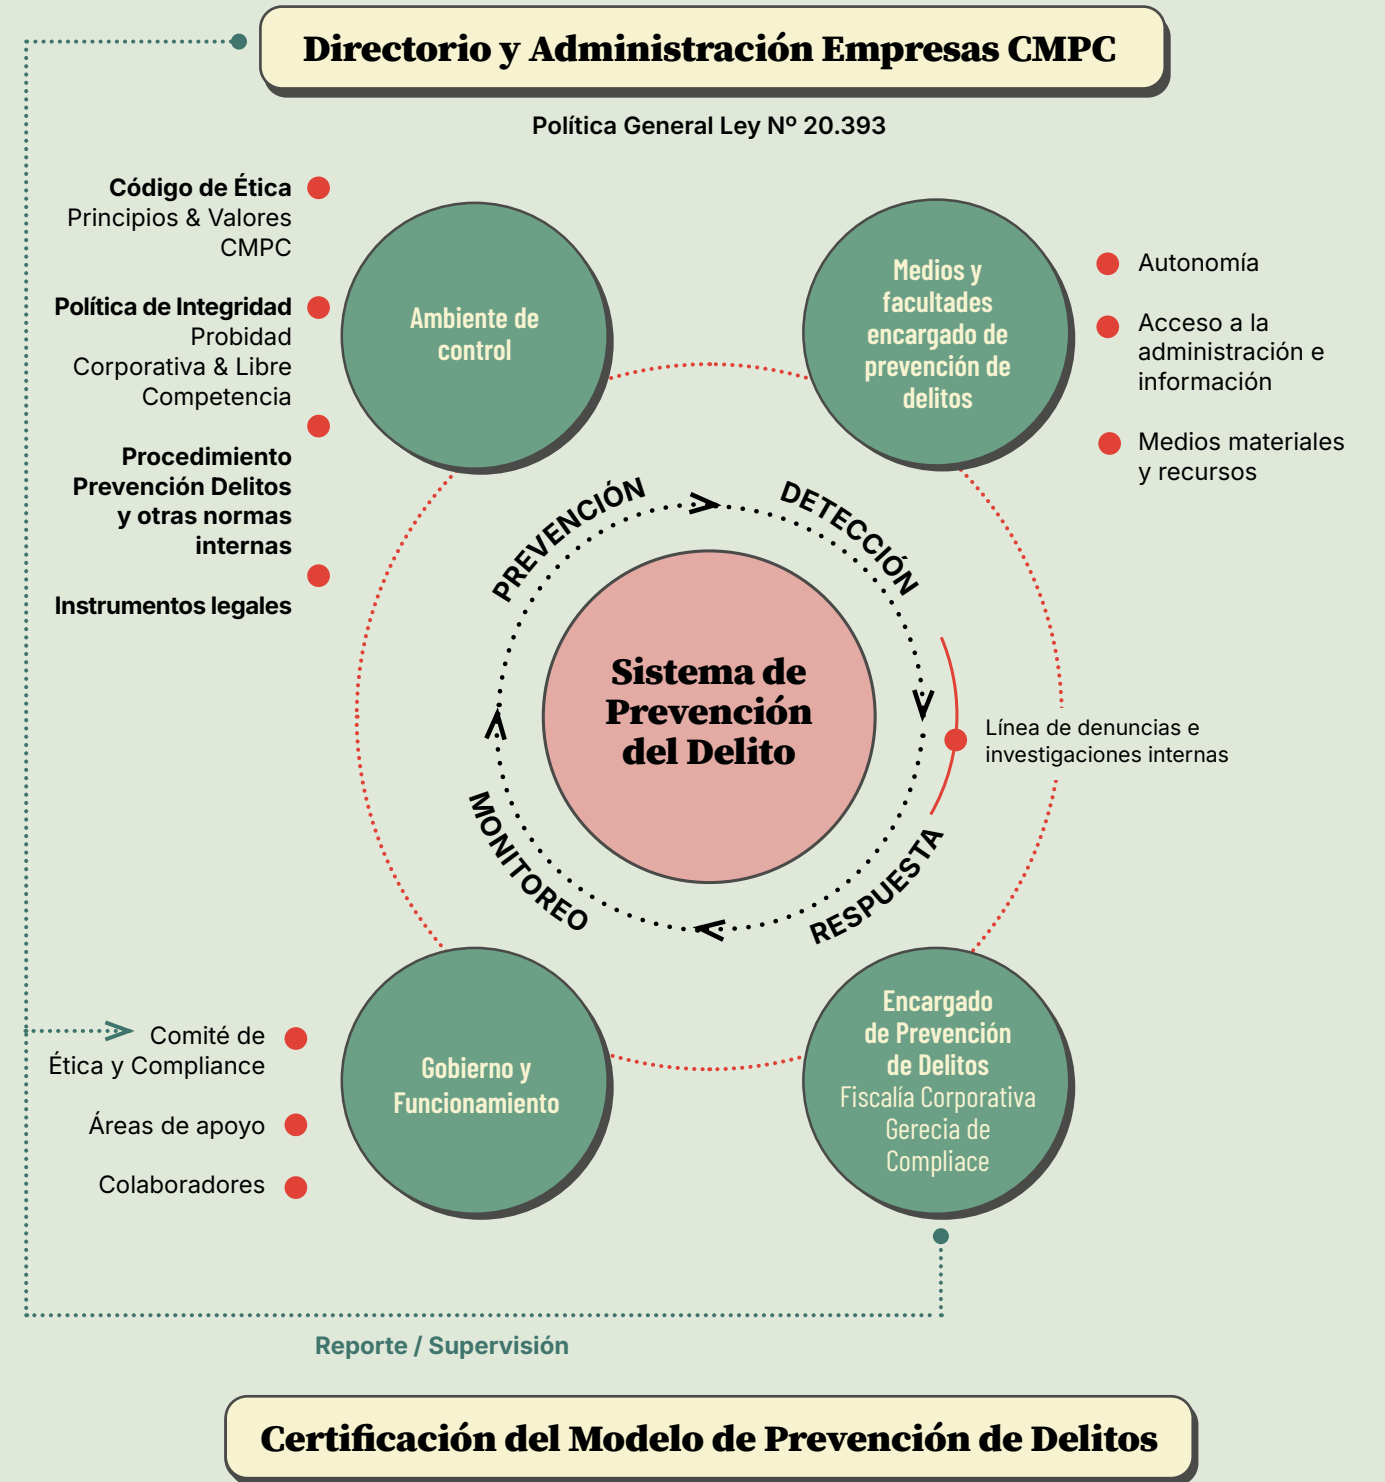 Directorio y Administración Empresas CMPC
Política General Ley Nº 20.393
Código de Ética
Principios & Valores
CMPC
Política de Integridad
Probidad
Corporativa & Libre
Competencia
Procedimiento
Prevención Delitos
y otras normas
internas
Instrumentos legales
Ambiente de
control
Medios y
facultades
encargado de
prevención de
delitos
Autonomía
Acceso a la
administración e
información
Medios materiales
y recursos
PREVENCIÓN
DETECCIÓN
Sistema de
Prevención
del Delito
Línea de denuncias e
investigaciones internas
MONITOREO
RESPUESTA
Comité de
Ética y Compliance
Áreas de apoyo
Colaboradores
Gobierno y
Funcionamiento
Encargado
de Prevención
de Delitos
Fiscalía Corporativa
Gerecia de
Compliace
Reporte / Supervisión
Certificación del Modelo de Prevención de Delitos